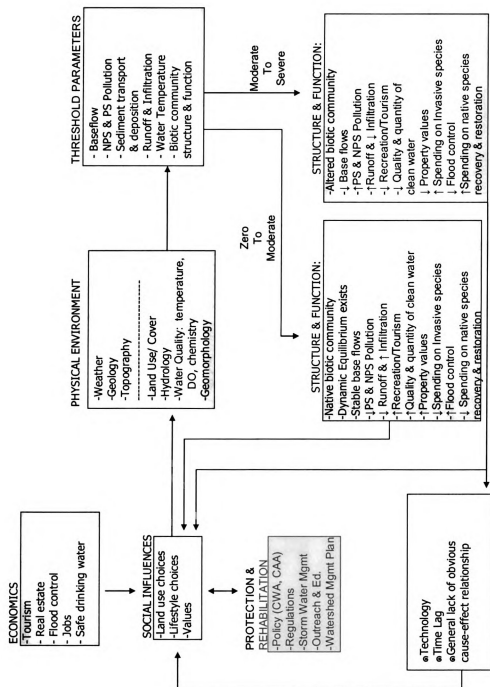 ECONOMICS
-Tourism
- Real estate
- Flood control
- Jobs
- Safe drinking water
SOCIAL INFLUENCES
-Land use choices
-Lifestyle choices
-Values
PROTECTION &
REHABILITATION
-Policy (CWA, CAA)
-Regulations
-Storm Water Mgmt
-Outreach & Ed.
-Watershed Mgmt Plan
Technology
Time Lag
General lack of obvious
cause-effect relationship
PHYSICAL ENVIRONMENT
-Weather
-Geology
-Topography
--------------------
-Land Use/ Cover
-Hydrology
-Water Quality: temperature,
DO, chemistry
-Geomorphology
THRESHOLD PARAMETERS
- Baseflow
- NPS & PS Pollution
- Sediment transport
& deposition
- Runoff & Infiltration
- Water Temperature
- Biotic community
structure & function
Zero
To
Moderate
Moderate
To
Severe
STRUCTURE & FUNCTION:
-Native biotic community
-Dynamic Equilibrium exists
-Stable base flows
-↓PS & NPS Pollution
-↓ Runoff & ↑ Infiltration
-↑Recreation/Tourism
-↑Quality & quantity of clean water
-↑Property values
-↓Spending on Invasive species
-↑Flood control
-↓ Spending on native species
recovery & restoration
STRUCTURE & FUNCTION:
-Altered biotic community
-↓ Base flows
-↑PS & NPS Pollution
-↑Runoff & ↓ Infiltration
-↓Recreation/Tourism
-↓ Quality & quantity of
clean water
↓ Property values
↑ Spending on Invasive species
↓ Flood control
↑Spending on native species
recovery & restoration